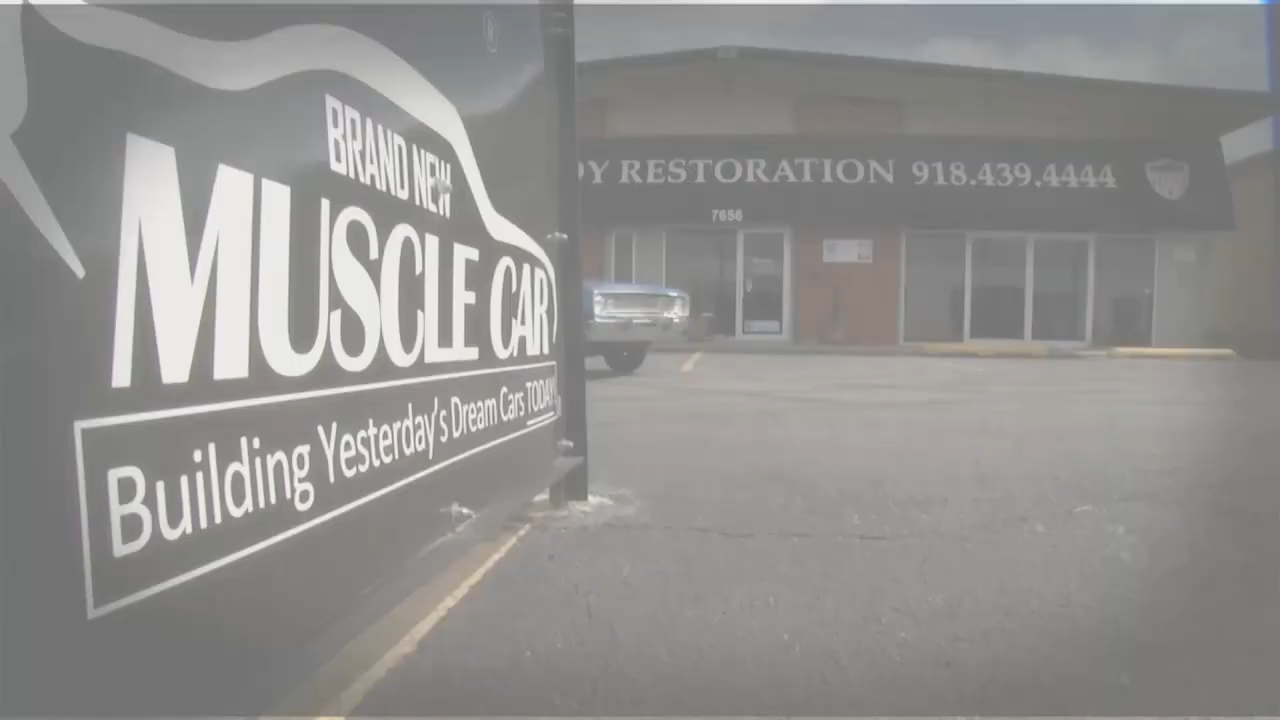 BRAND NEW
MUSCLE CAR
Building Yesterday's Dream Cars TODAY
RESTORATION 918.439.4444
7656